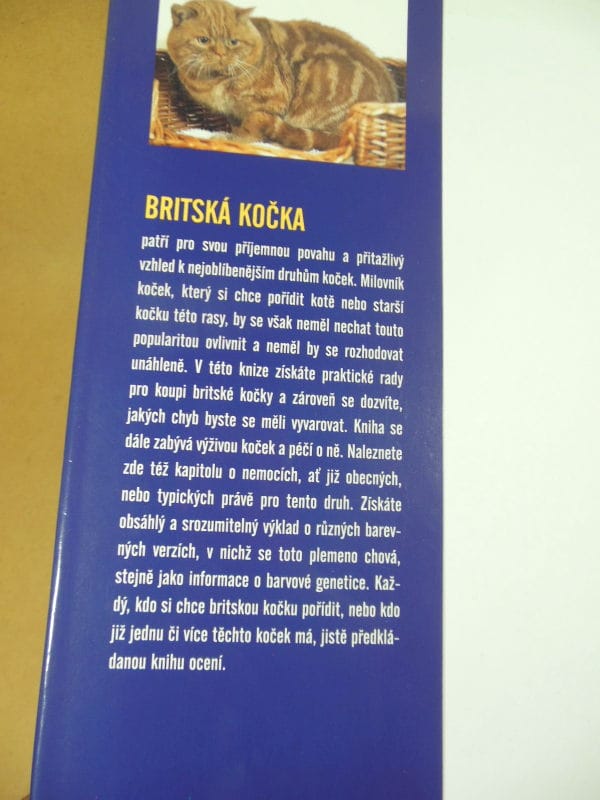 BRITSKÁ KOČKA
patří pro svou příjemnou povahu a přitažlivý
vzhled k nejoblíbenějším druhům koček. Milovník
koček, který si chce pořídit kotě nebo starší
kočku této rasy, by se však neměl nechat touto
popularitou ovlivnit a neměl by se rozhodovat
unáhleně. V této knize získáte praktické rady
pro koupi britské kočky a zároveň se dozvíte,
jakých chyb byste se měli vyvarovat. Kniha se
dále zabývá výživou koček a péčí o ně. Naleznete
zde též kapitolu o nemocích, ať již obecných,
nebo typických právě pro tento druh. Získáte
obsáhlý a srozumitelný výklad o různých barev-
ných verzích, v nichž se toto plemeno chová,
stejně jako informace o barvové genetice. Kaž-
dý, kdo si chce britskou kočku pořídit, nebo kdo
již jednu či více těchto koček má, jistě předklá-
danou knihu ocení.